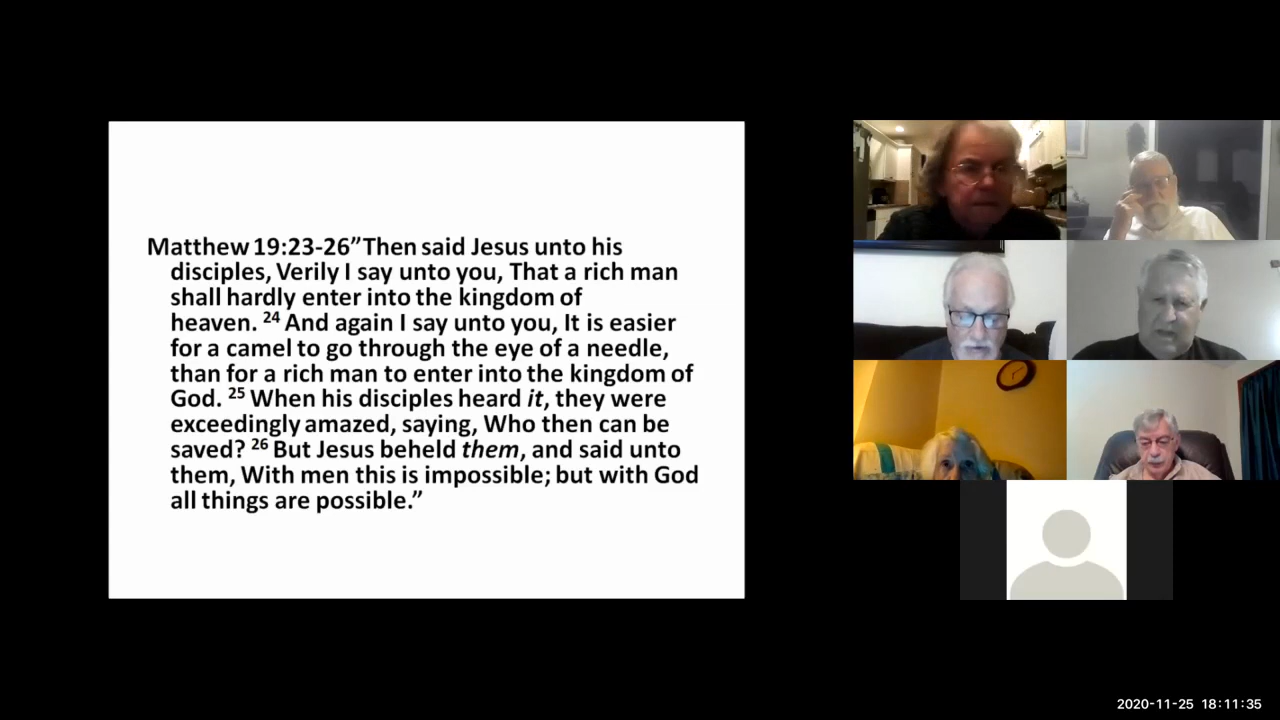 Matthew 19:23-26”Then said Jesus unto his
disciples, Verily I say unto you, That a rich man
shall hardly enter into the kingdom of
heaven. 24 And again I say unto you, It is easier
for a camel to go through the eye of a needle,
than for a rich man to enter into the kingdom of
God. 25 When his disciples heard it, they were
exceedingly amazed, saying, Who then can be
saved? 26 But Jesus beheld them, and said unto
them, With men this is impossible; but with God
all things are possible.”
2020-11-25 18:11:35